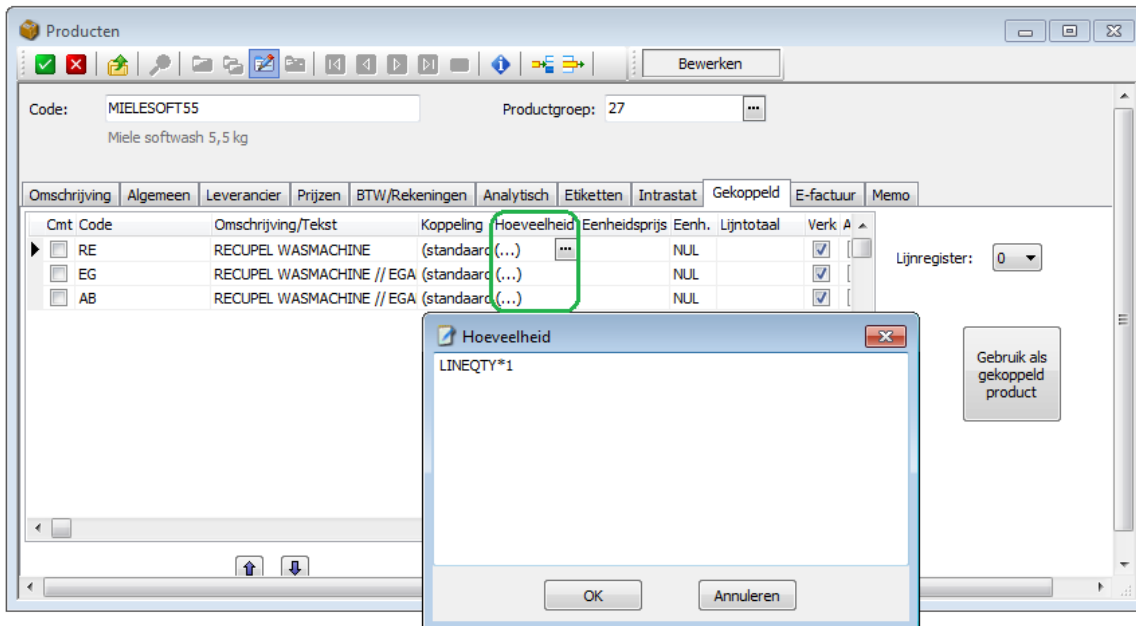 Producten
Bewerken
Code: MIELESOFT55 Productgroep: 27
Miele softwash 5,5 kg
Omschrijving Algemeen Leverancier Prijzen BTW/Rekeningen Analytisch Etiketten Intrastat Gekoppeld E-factuur Memo
Cmt Code Omschrijving/Tekst Koppeling Hoeveelheid Eenheidsprijs Eenh. Lijntotaal Verk A
RE RECUPEL WASMACHINE (standaard (...) NUL
EG RECUPEL WASMACHINE // EGA (standaard (...) NUL
AB RECUPEL WASMACHINE // EGA (standaard (...) NUL
Lijnregister: 0
Gebruik als
gekoppeld
product
Hoeveelheid
LINEQTY*1
OK Annuleren